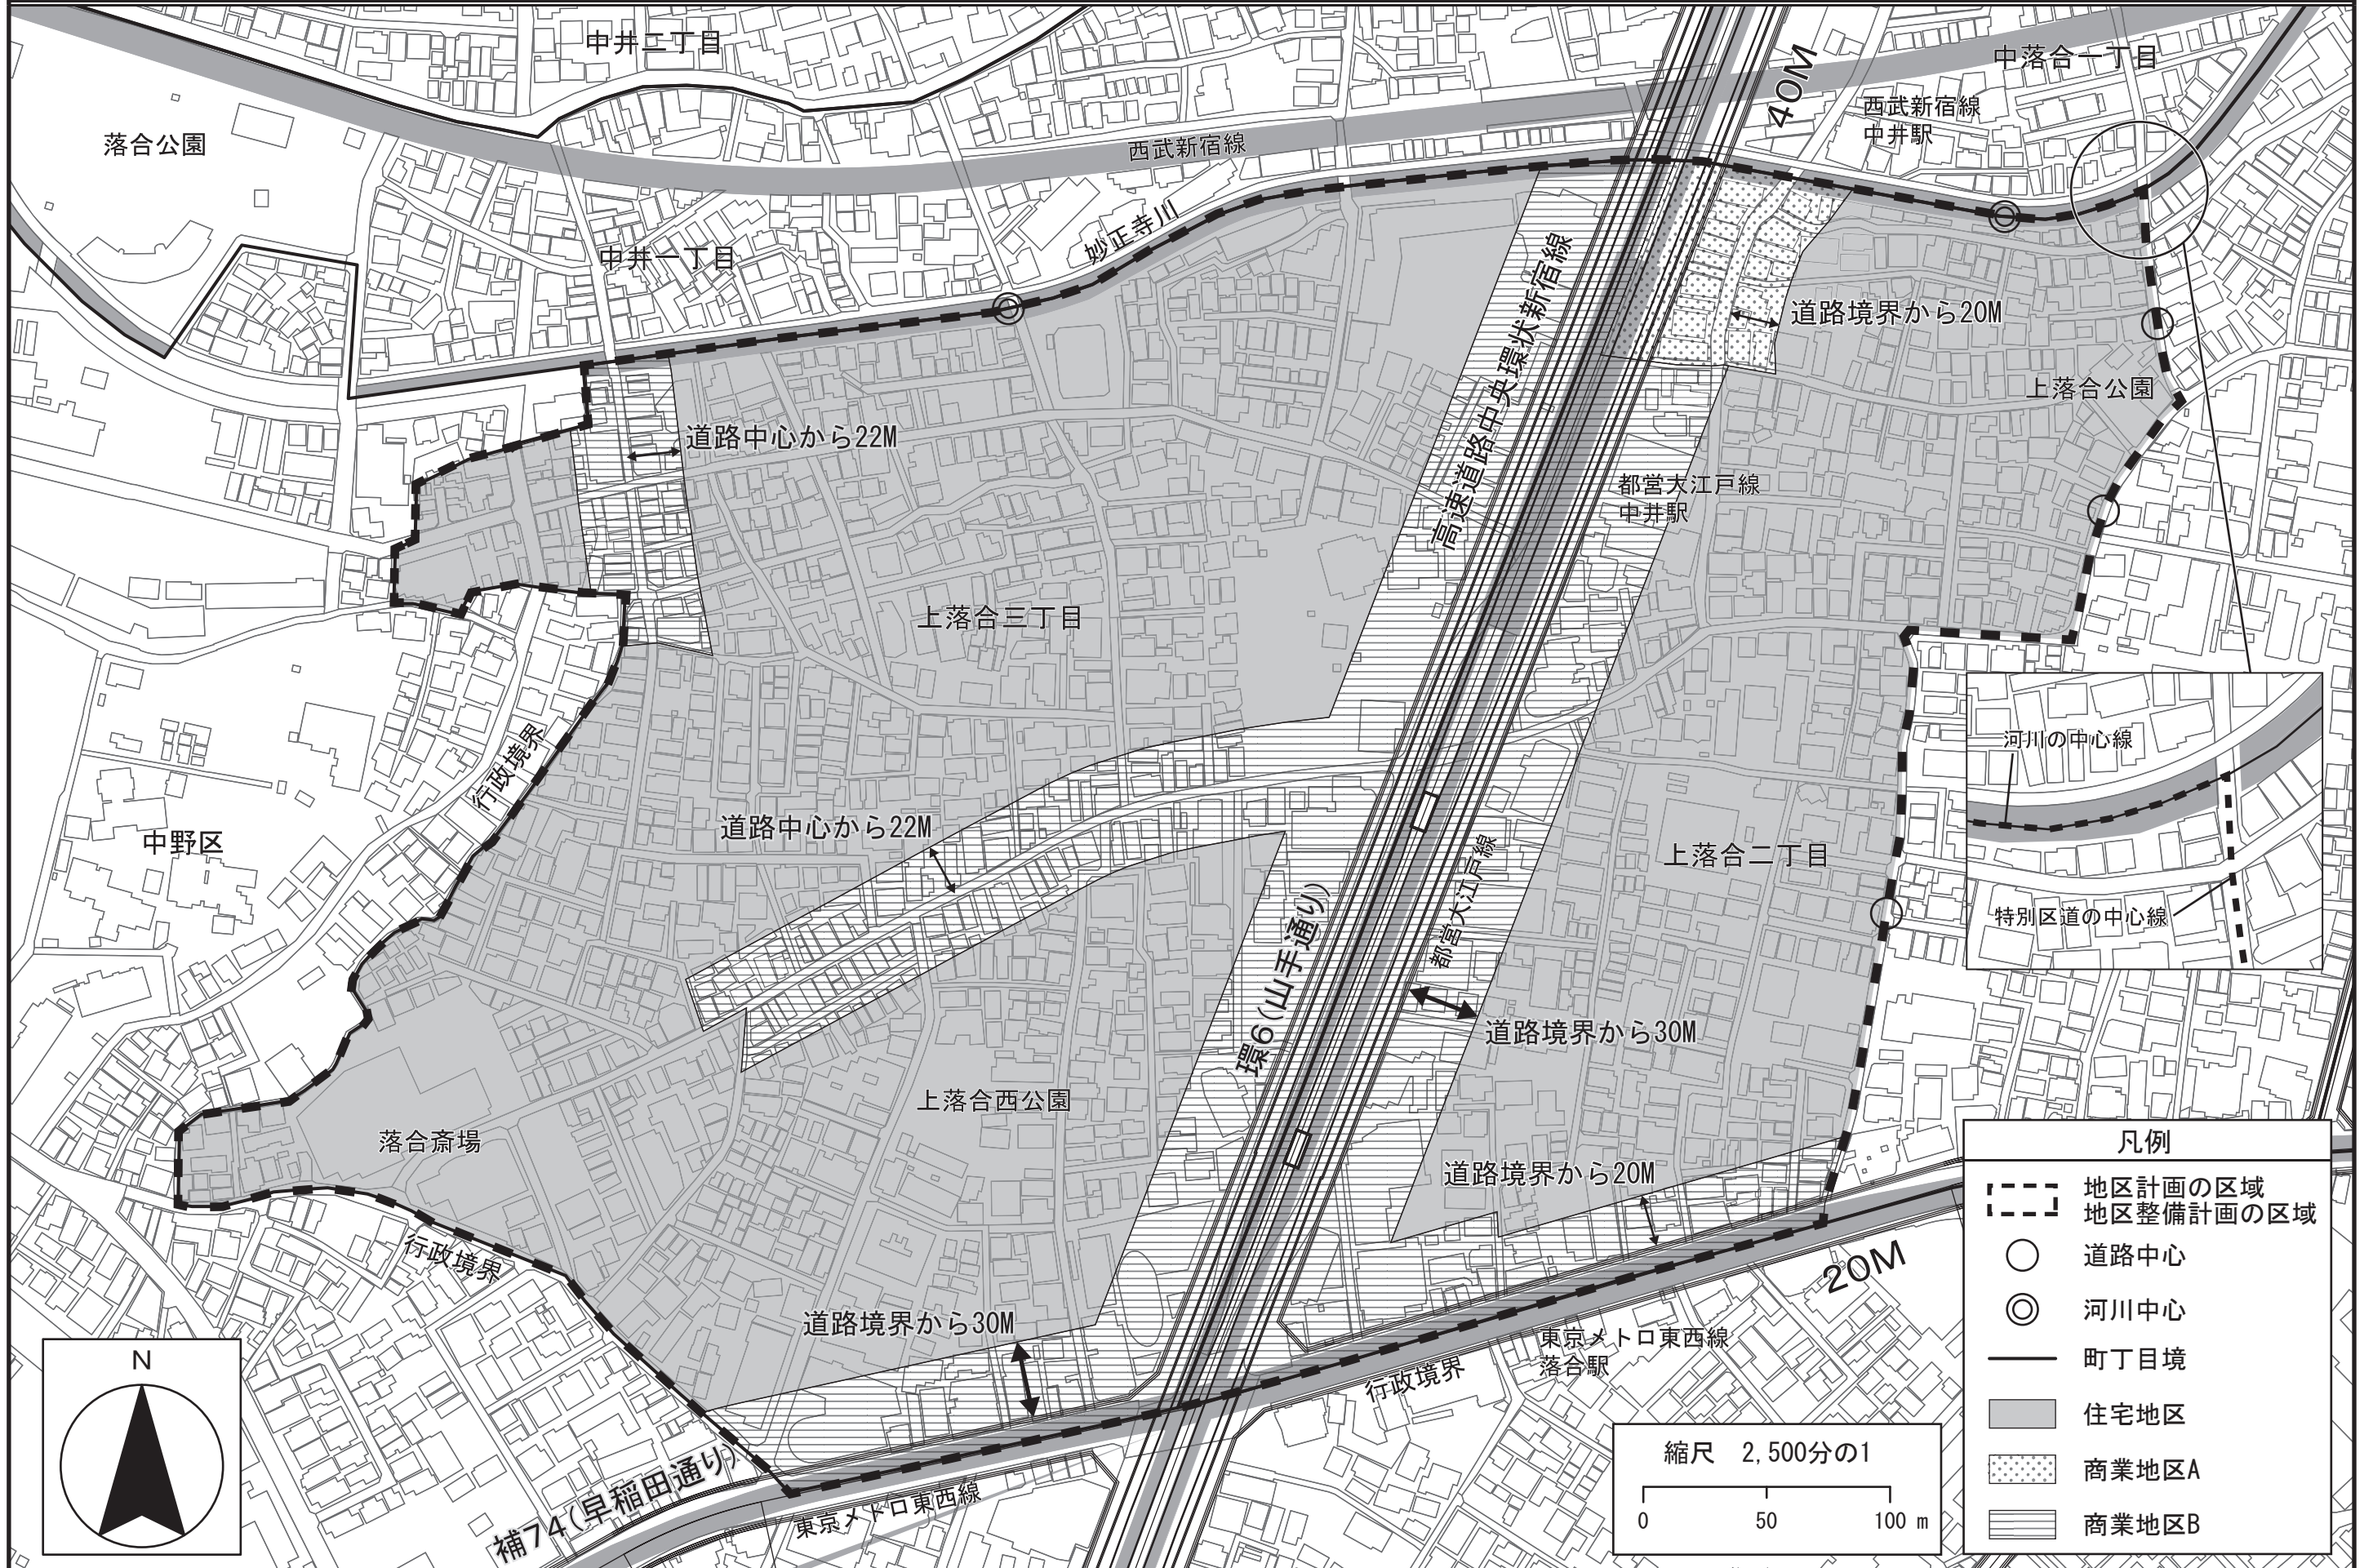 中井二丁目
中落合一丁目
40M
西武新宿線
中井駅
落合公園
西武新宿線
妙正寺川
中井一丁目
高速道路中央環状新宿線
道路境界から20M
上落合公園
道路中心から22M
都営大江戸線
中井駅
上落合三丁目
行政境界
河川の中心線
道路中心から22M
中野区
上落合二丁目
都営大江戸線
環6(山手通り)
特別区道の中心線
道路境界から30M
上落合西公園
落合斎場
道路境界から20M
行政境界
20M
道路境界から30M
東京メトロ東西線
落合駅
行政境界
補74(早稲田通り)
東京メトロ東西線
N
縮尺 2,500分の1
0 50 100 m
凡例
地区計画の区域
地区整備計画の区域
道路中心
河川中心
町丁目境
住宅地区
商業地区A
商業地区B